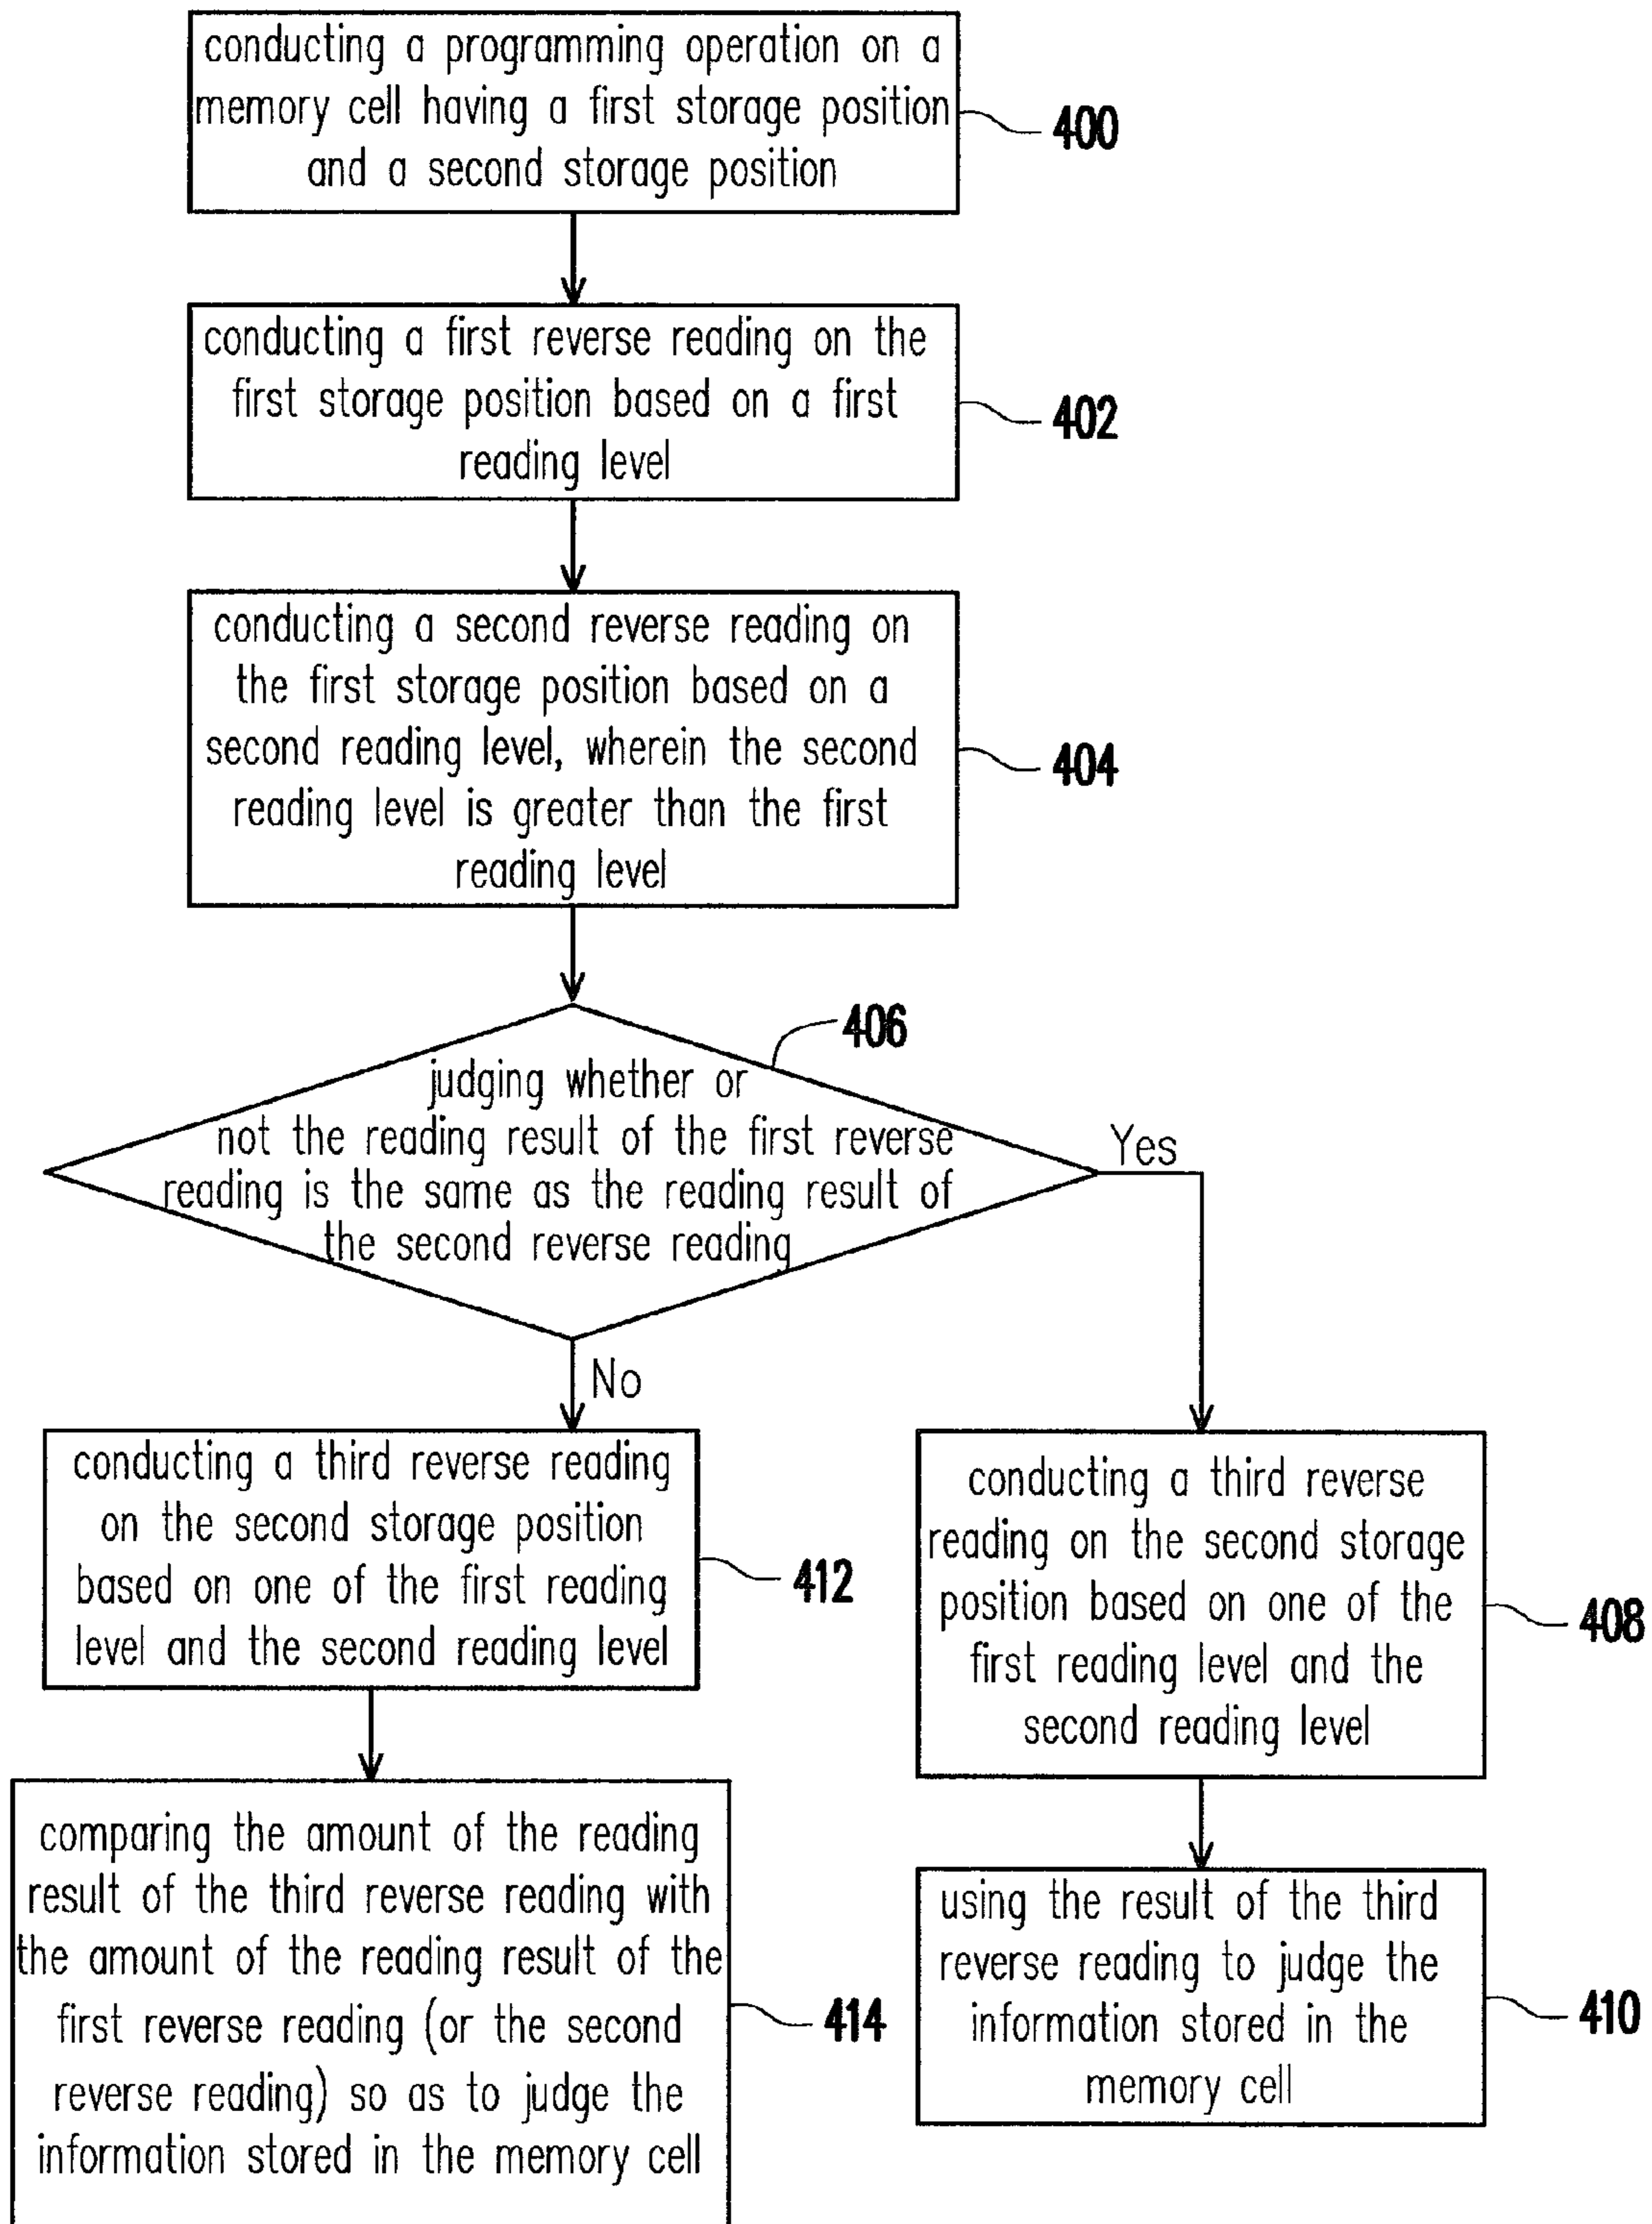 conducting a programming operation on a
memory cell having a first storage position
and a second storage position
400
conducting a first reverse reading on the
first storage position based on a first
reading level
402
conducting a second reverse reading on
the first storage position based on a
second reading level, wherein the second
reading level is greater than the first
reading level
404
406
judging whether or
not the reading result of the first reverse
reading is the same as the reading result of
the second reverse reading
Yes
No
conducting a third reverse reading
on the second storage position
based on one of the first reading
level and the second reading level
412
conducting a third reverse
reading on the second storage
position based on one of the
first reading level and the
second reading level
408
comparing the amount of the reading
result of the third reverse reading with
the amount of the reading result of the
first reverse reading (or the second
reverse reading) so as to judge the
information stored in the memory cell
414
using the result of the third
reverse reading to judge the
information stored in the
memory cell
410